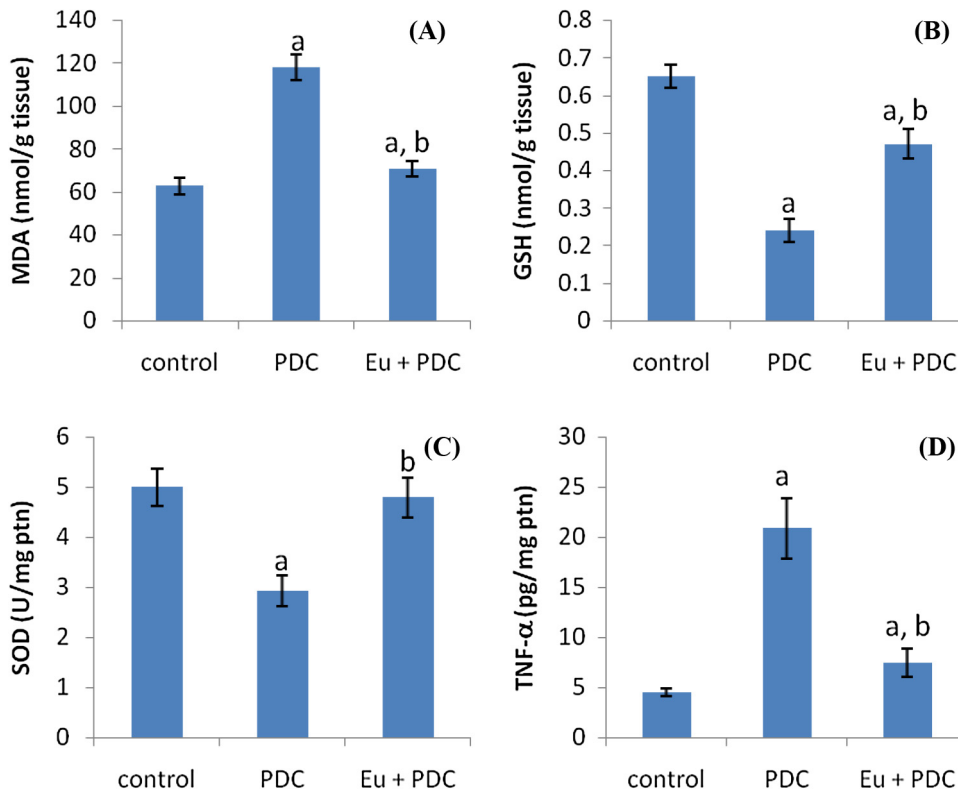 (A)
MDA (nmol/g tissue)
140
120
100
80
60
40
20
0
a
a, b
control PDC Eu + PDC
(B)
GSH (nmol/g tissue)
0.8
0.7
0.6
0.5
0.4
0.3
0.2
0.1
0
a
a, b
control PDC Eu + PDC
(C)
SOD (U/mg ptn)
6
5
4
3
2
1
0
a
b
control PDC Eu + PDC
(D)
TNF-α (pg/mg ptn)
30
25
20
15
10
5
0
a
a, b
control PDC Eu + PDC